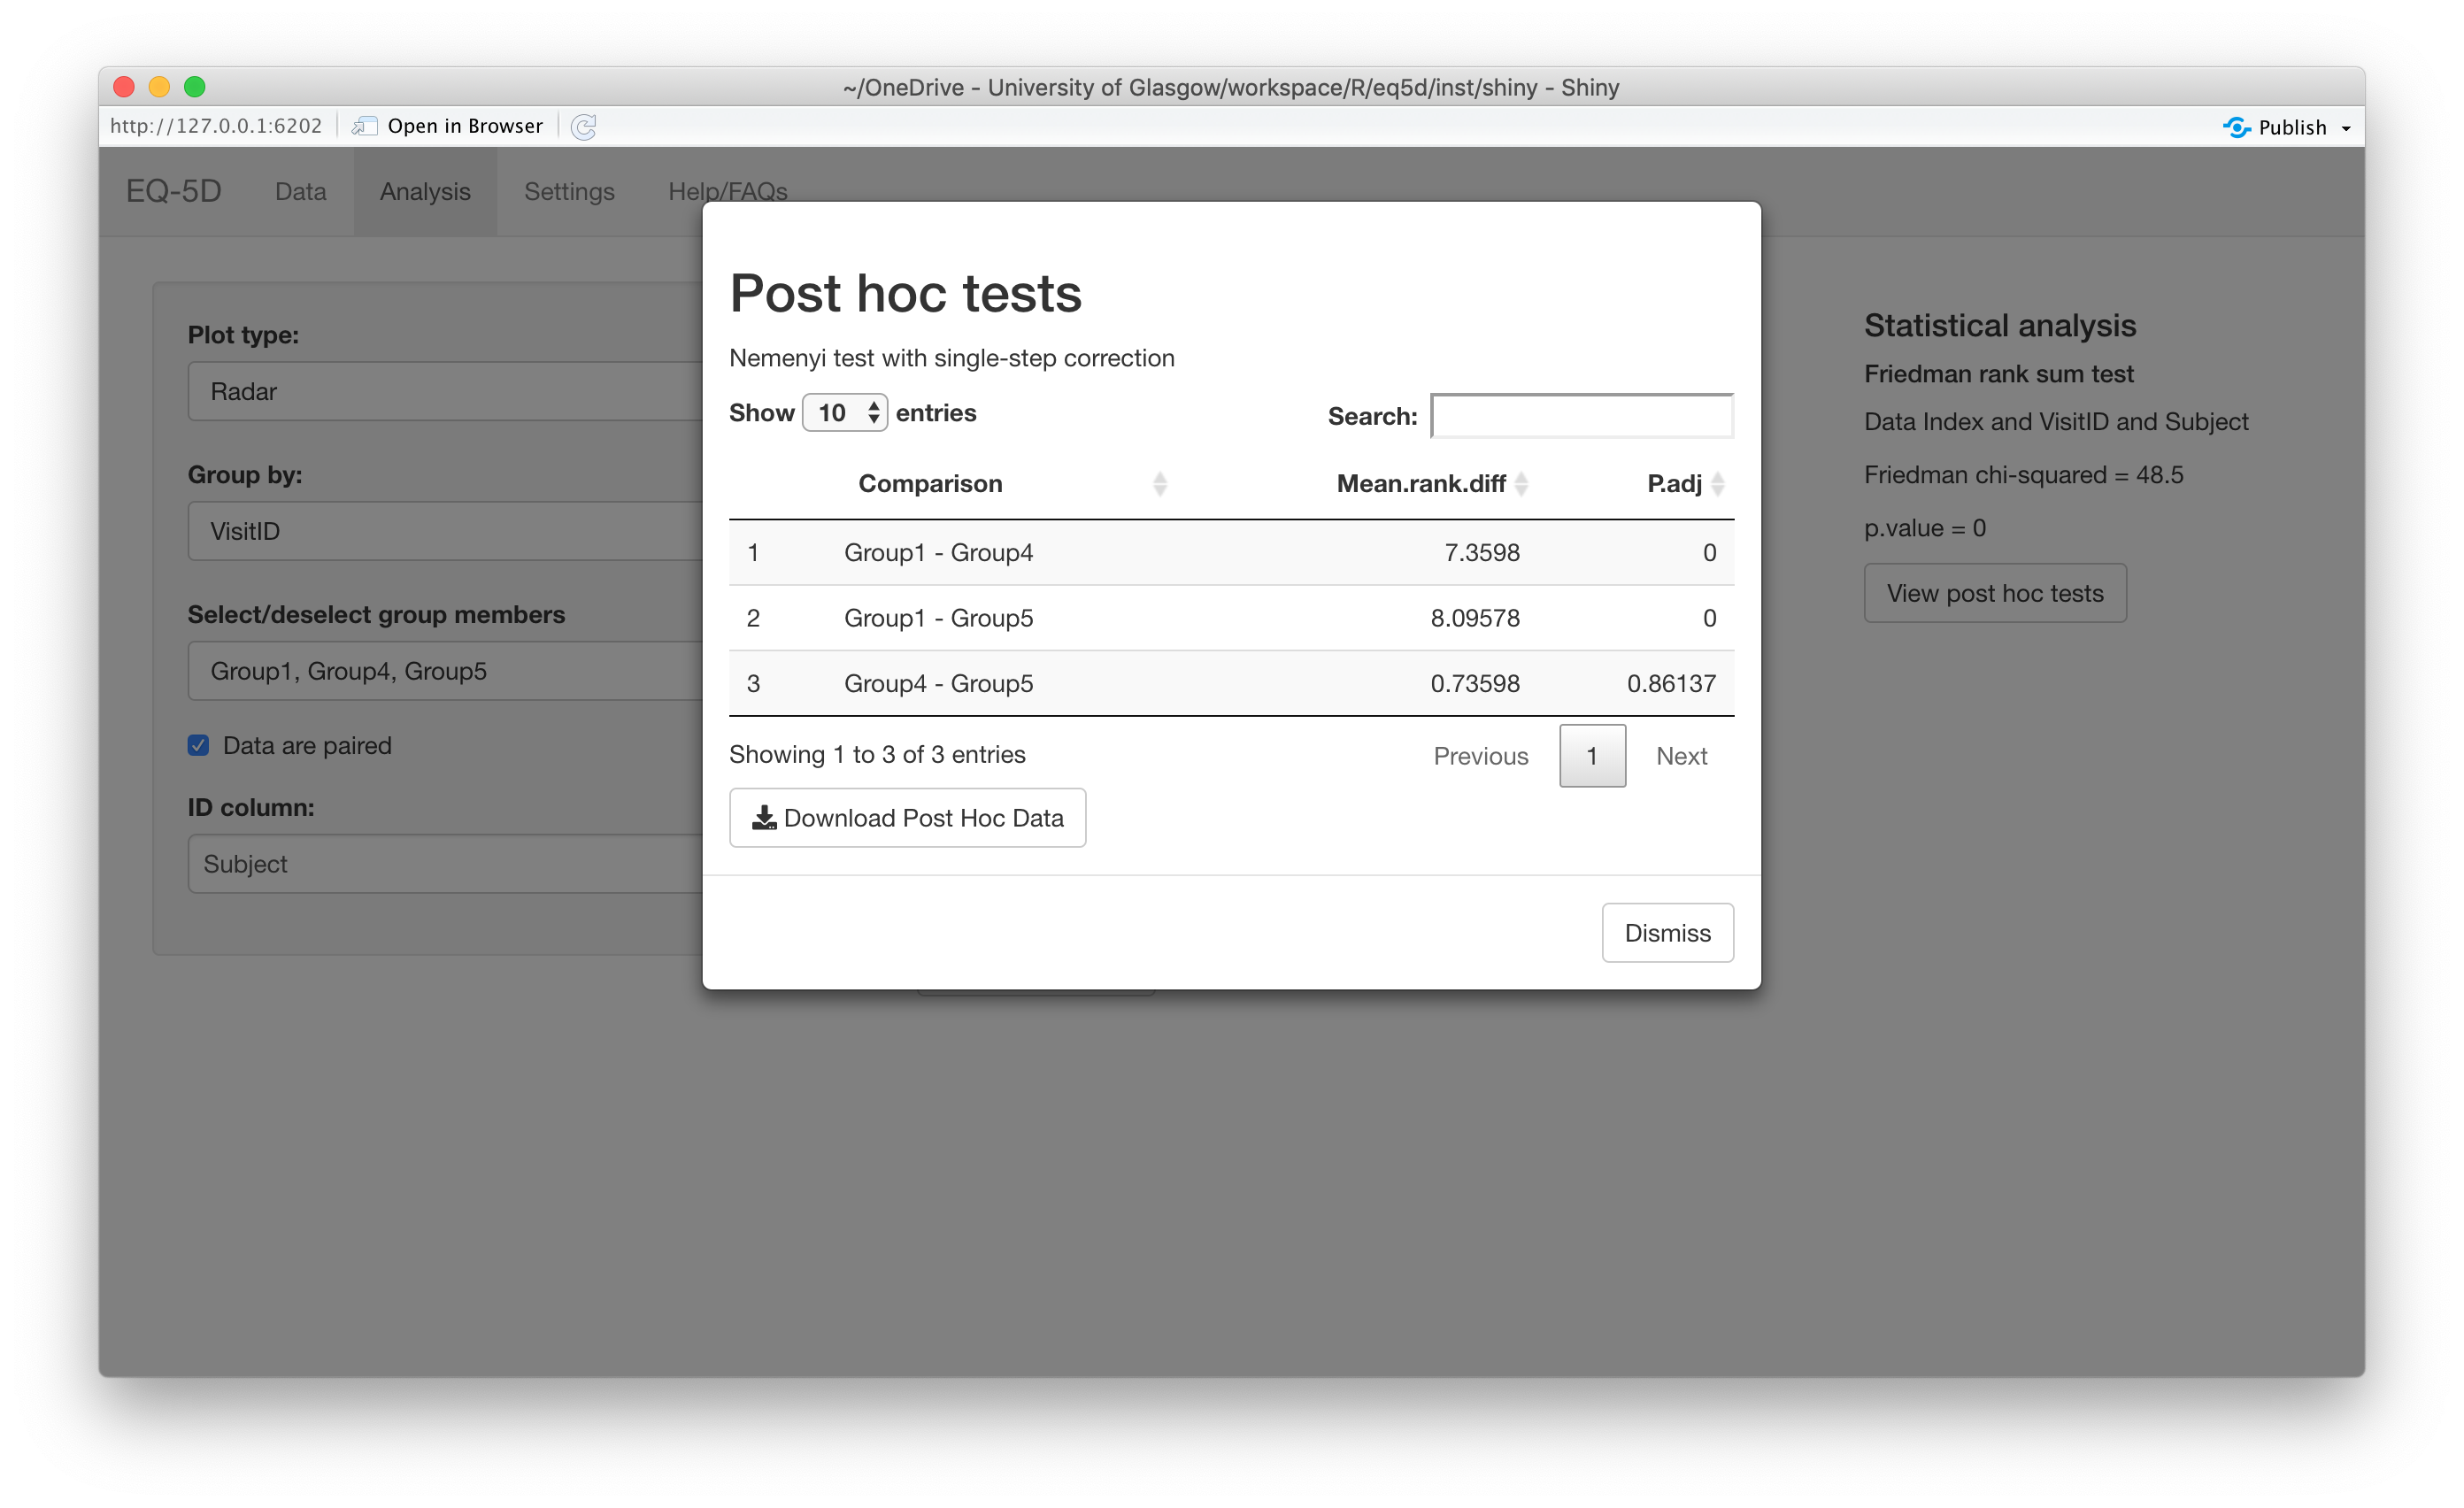 ~/OneDrive - University of Glasgow/workspace/R/eq5d/inst/shiny - Shiny
http://127.0.0.1:6202 Open in Browser Publish
EQ-5D Data Analysis Settings Help/FAQs
Plot type:
Radar
Group by:
VisitID
Select/deselect group members
Group1, Group4, Group5
Data are paired
ID column:
Subject
Post hoc tests
Nemenyi test with single-step correction
Show 10 entries Search:
Comparison Mean.rank.diff P.adj
1 Group1 - Group4 7.3598 0
2 Group1 - Group5 8.09578 0
3 Group4 - Group5 0.73598 0.86137
Showing 1 to 3 of 3 entries Previous 1 Next
Download Post Hoc Data
Dismiss
Statistical analysis
Friedman rank sum test
Data Index and VisitID and Subject
Friedman chi-squared = 48.5
p.value = 0
View post hoc tests